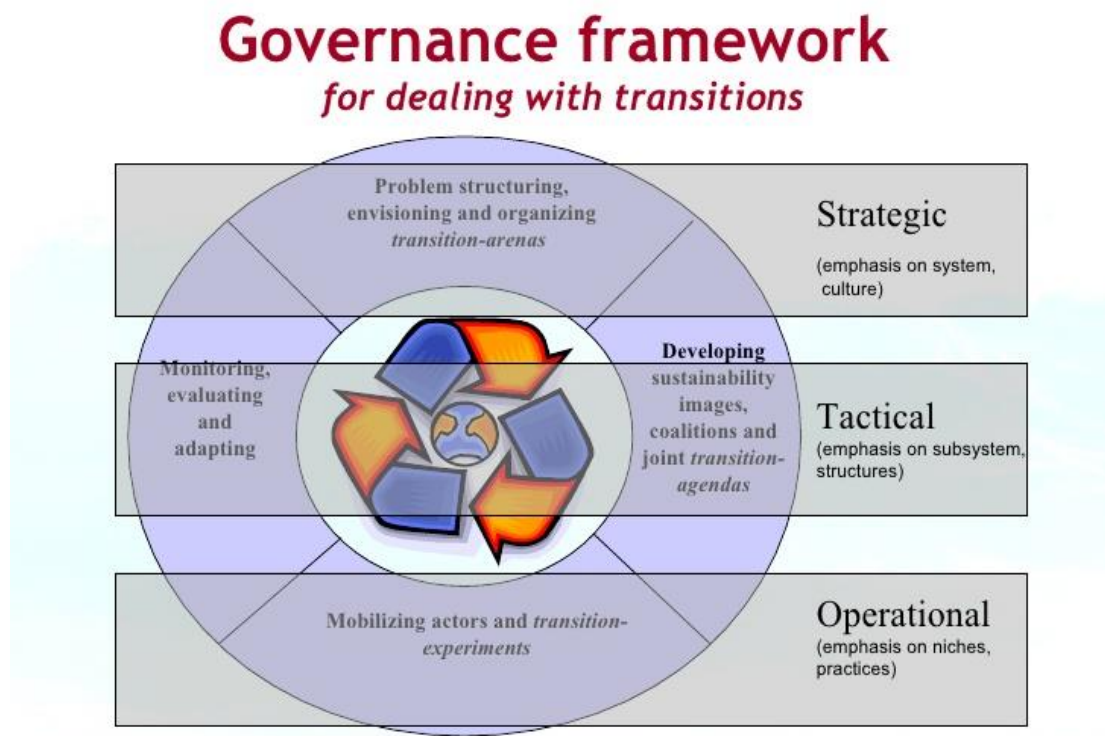 Governance framework
for dealing with transitions
Problem structuring,
envisioning and organizing
transition-arenas
Strategic
(emphasis on system,
culture)
Monitoring,
evaluating
and
adapting
Developing
sustainability
images,
coalitions and
joint transition-
agendas
Tactical
(emphasis on subsystem,
structures)
Mobilizing actors and transition-
experiments
Operational
(emphasis on niches,
practices)